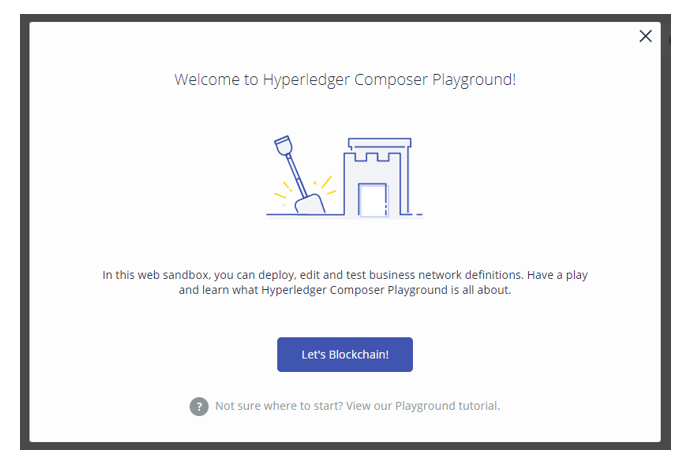 Welcome to Hyperledger Composer Playground!
In this web sandbox, you can deploy, edit and test business network definitions. Have a play
and learn what Hyperledger Composer Playground is all about.
Let's Blockchain!
? Not sure where to start? View our Playground tutorial.